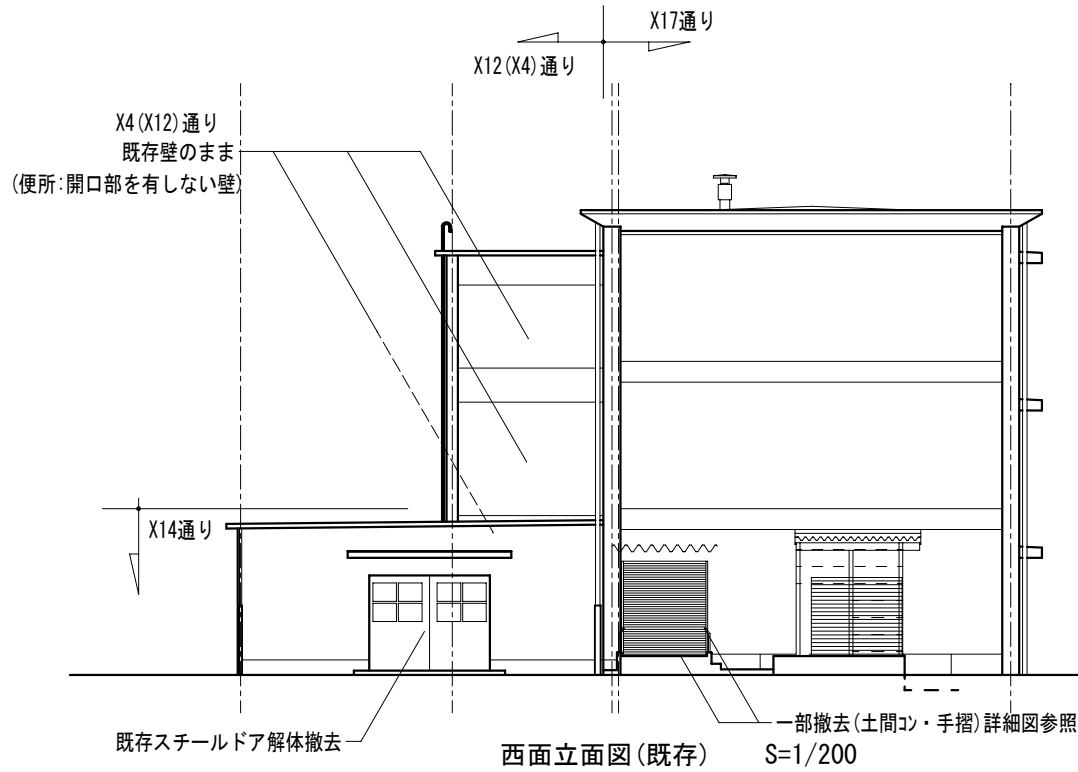 X17通り
X12(X4)通り
X4(X12)通り
既存壁のまま
(便所:開口部を有しない壁)
X14通り
既存スチールドア解体撤去
一部撤去(土間コン・手摺)詳細図参照
西面立面図(既存) S=1/200